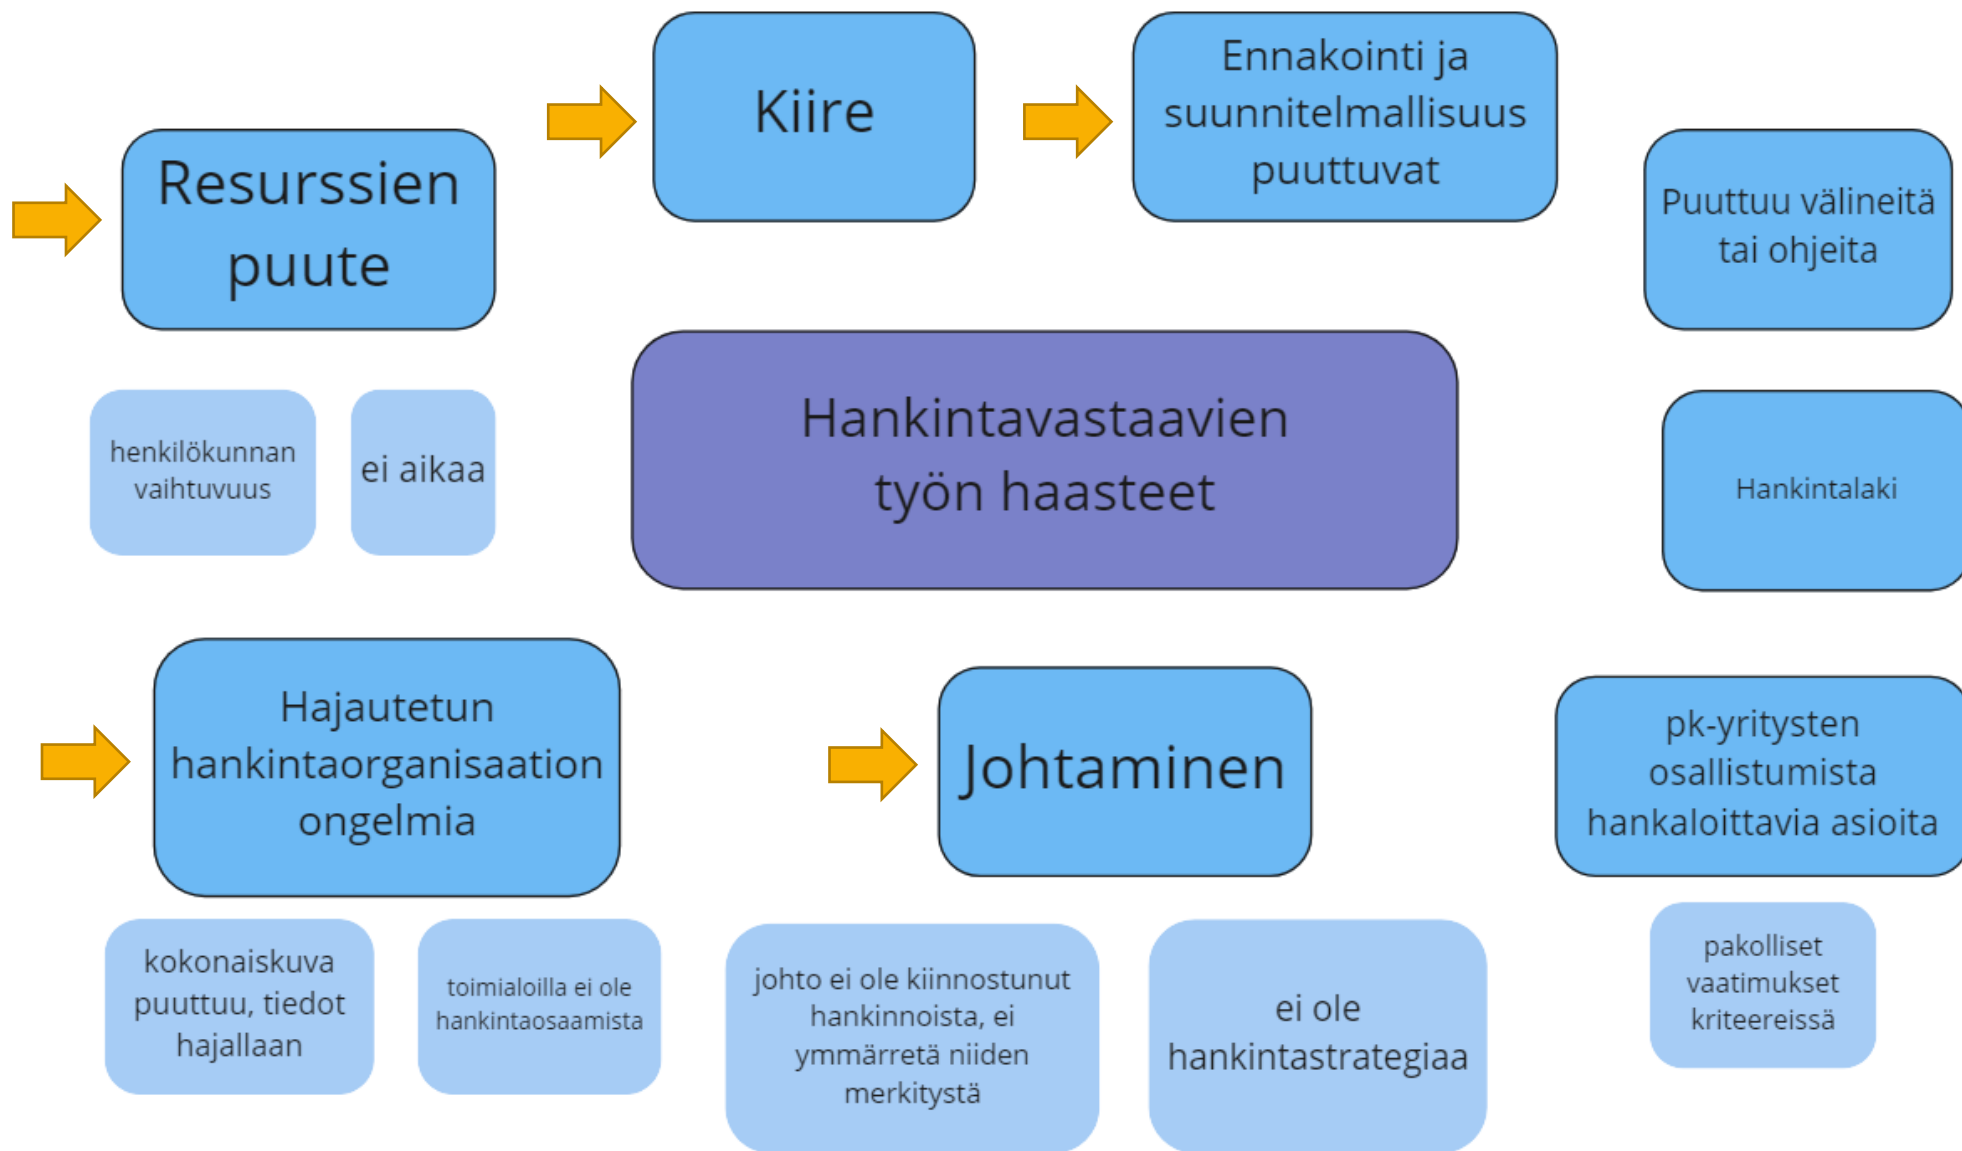 Resurssien
puute
Kiire
Ennakointi ja
suunnitelmallisuus
puuttuvat
Puuttuu välineitä
tai ohjeita
henkilökunnan
vaihtuvuus
ei aikaa
Hankintavastaavien
työn haasteet
Hankintalaki
Hajautetun
hankintaorganisaation
ongelmia
Johtaminen
pk-yritysten
osallistumista
hankaloittavia asioita
kokonaiskuva
puuttuu, tiedot
hajallaan
toimialoilla ei ole
hankintaosaamista
johto ei ole kiinnostunut
hankinnoista, ei
ymmärretä niiden
merkitystä
ei ole
hankintastrategiaa
pakolliset
vaatimukset
kriteereissä